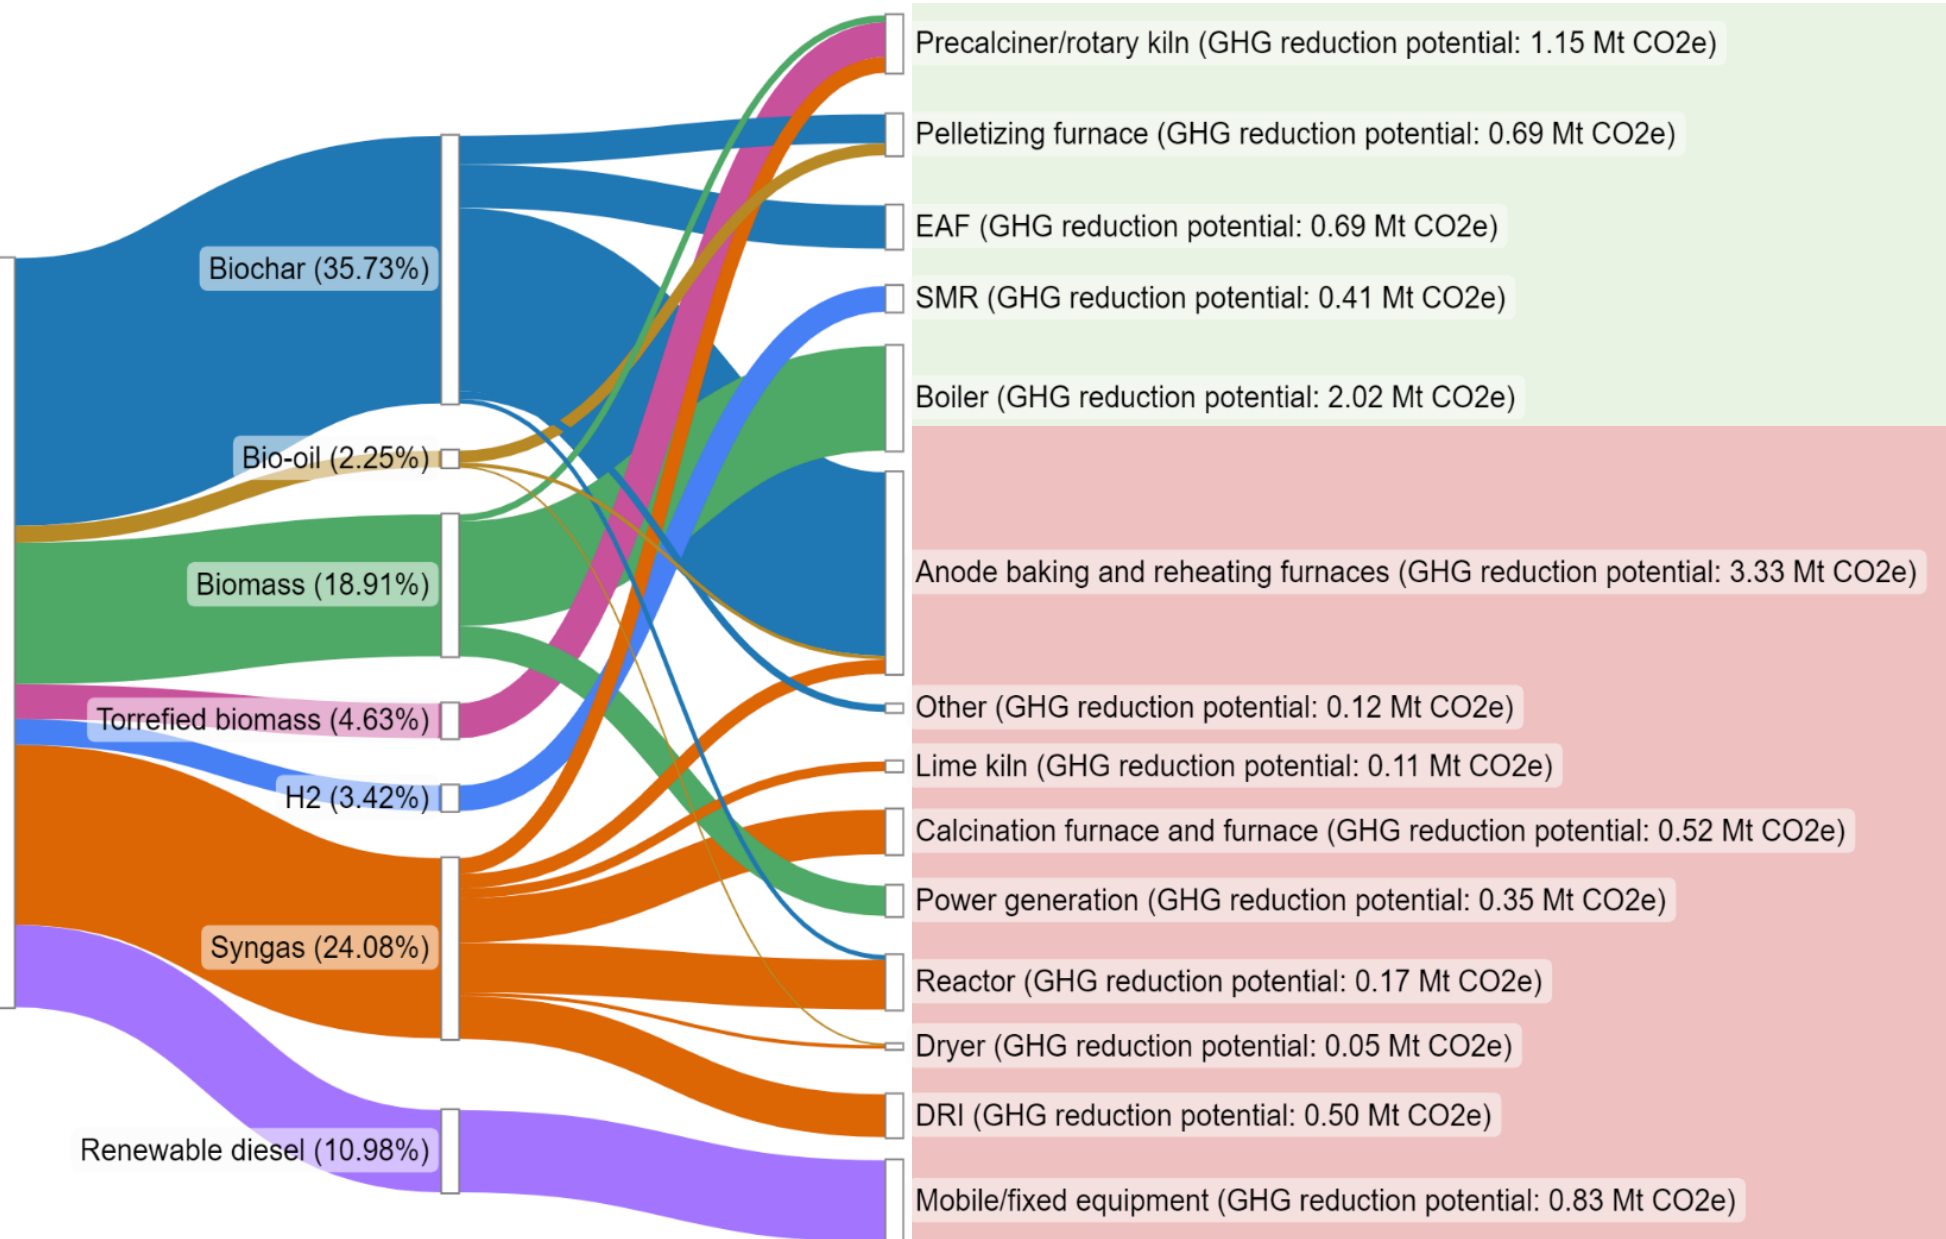 Biochar (35.73%)
Bio-oil (2.25%)
Biomass (18.91%)
Torrefied biomass (4.63%)
H2 (3.42%)
Syngas (24.08%)
Renewable diesel (10.98%)
Precalciner/rotary kiln (GHG reduction potential: 1.15 Mt CO2e)
Pelletizing furnace (GHG reduction potential: 0.69 Mt CO2e)
EAF (GHG reduction potential: 0.69 Mt CO2e)
SMR (GHG reduction potential: 0.41 Mt CO2e)
Boiler (GHG reduction potential: 2.02 Mt CO2e)
Anode baking and reheating furnaces (GHG reduction potential: 3.33 Mt CO2e)
Other (GHG reduction potential: 0.12 Mt CO2e)
Lime kiln (GHG reduction potential: 0.11 Mt CO2e)
Calcination furnace and furnace (GHG reduction potential: 0.52 Mt CO2e)
Power generation (GHG reduction potential: 0.35 Mt CO2e)
Reactor (GHG reduction potential: 0.17 Mt CO2e)
Dryer (GHG reduction potential: 0.05 Mt CO2e)
DRI (GHG reduction potential: 0.50 Mt CO2e)
Mobile/fixed equipment (GHG reduction potential: 0.83 Mt CO2e)